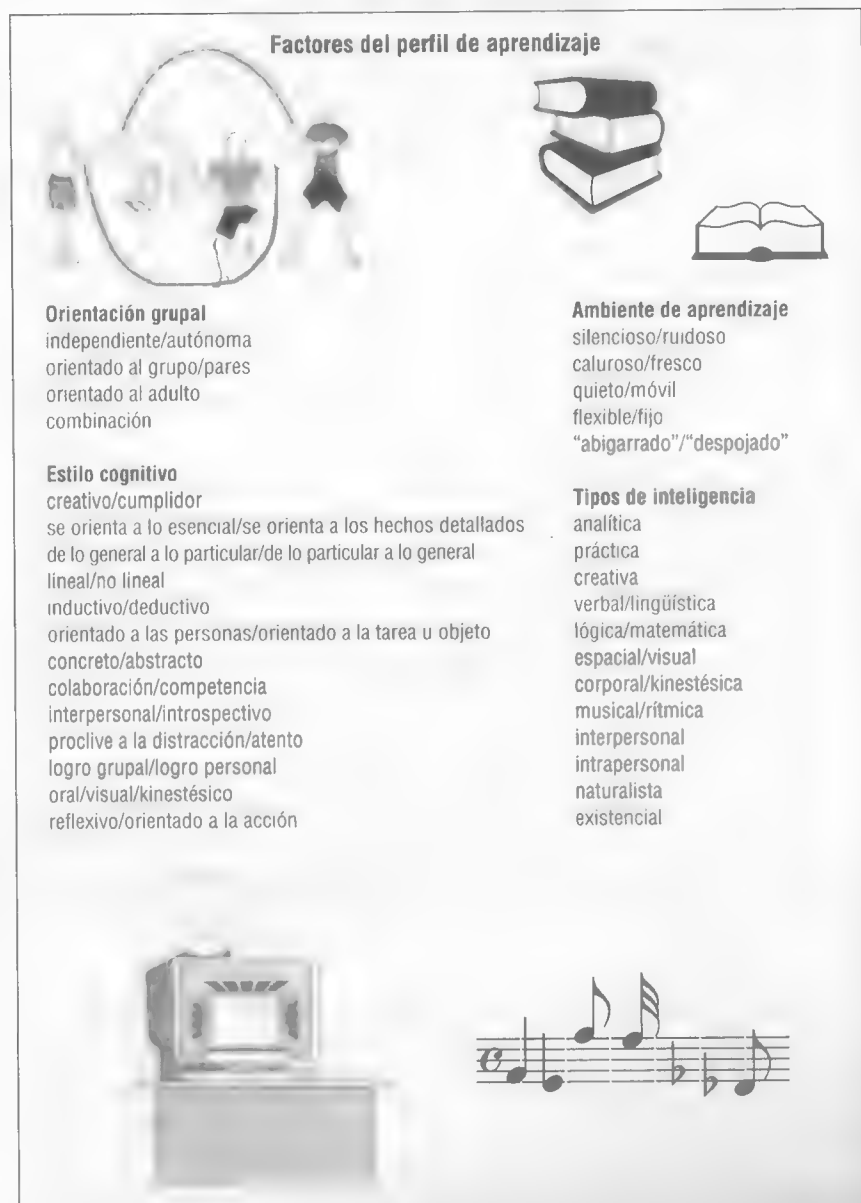 Factores del perfil de aprendizaje
Orientación grupal
independiente/autónoma
orientado al grupo/pares
orientado al adulto
combinación
Estilo cognitivo
creativo/cumplidor
se orienta a lo esencial/se orienta a los hechos detallados
de lo general a lo particular/de lo particular a lo general
lineal/no lineal
inductivo/deductivo
orientado a las personas/orientado a la tarea u objeto
concreto/abstracto
colaboración/competencia
interpersonal/introspectivo
proclive a la distracción/atento
logro grupal/logro personal
oral/visual/kinestésico
reflexivo/orientado a la acción
Ambiente de aprendizaje
silencioso/ruidoso
caluroso/fresco
quieto/móvil
flexible/fijo
“abigarrado”/“despojado”
Tipos de inteligencia
analítica
práctica
creativa
verbal/lingüística
lógica/matemática
espacial/visual
corporal/kinestésica
musical/rítmica
interpersonal
intrapersonal
naturalista
existencial